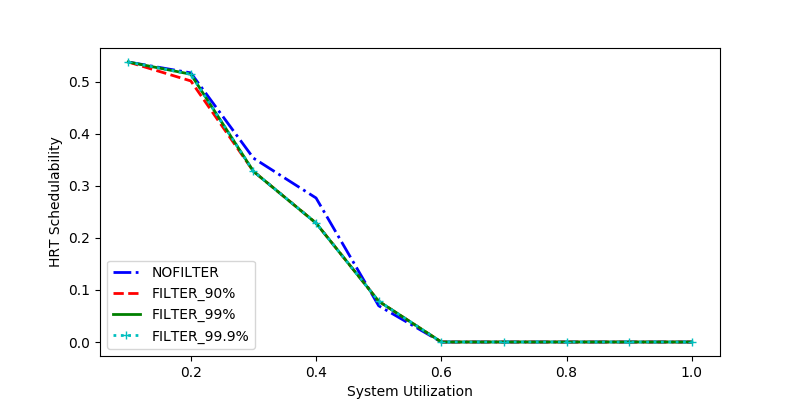 0.5
0.4
0.3
0.2
0.1
0.0
HRT Schedulability
NOFILTER
FILTER_90%
FILTER_99%
FILTER_99.9%
0.2 0.4 0.6 0.8 1.0
System Utilization